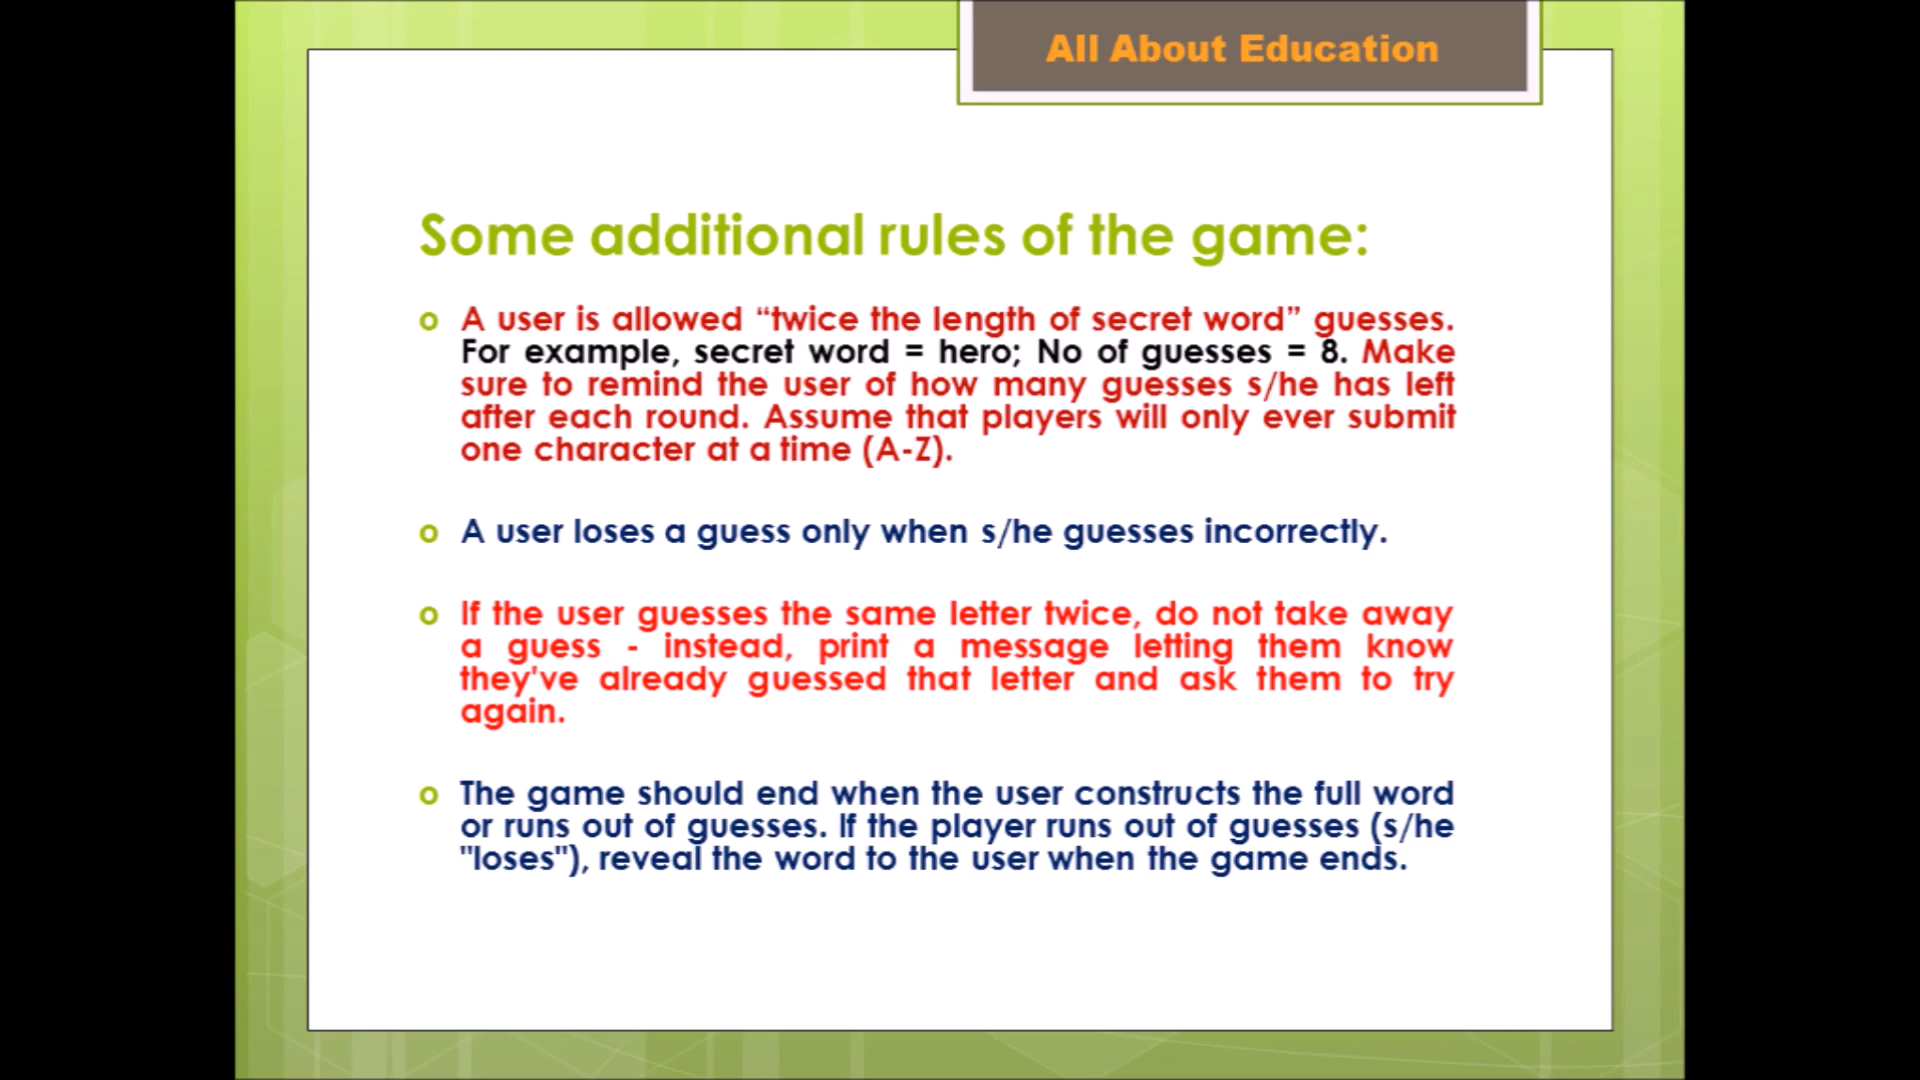 All About Education
Some additional rules of the game:
o A user is allowed “twice the length of secret word” guesses.
For example, secret word = hero; No of guesses = 8. Make
sure to remind the user of how many guesses s/he has left
after each round. Assume that players will only ever submit
one character at a time (A-Z).
o A user loses a guess only when s/he guesses incorrectly.
o If the user guesses the same letter twice, do not take away
a guess - instead, print a message letting them know
they've already guessed that letter and ask them to try
again.
o The game should end when the user constructs the full word
or runs out of guesses. If the player runs out of guesses (s/he
"loses"), reveal the word to the user when the game ends.